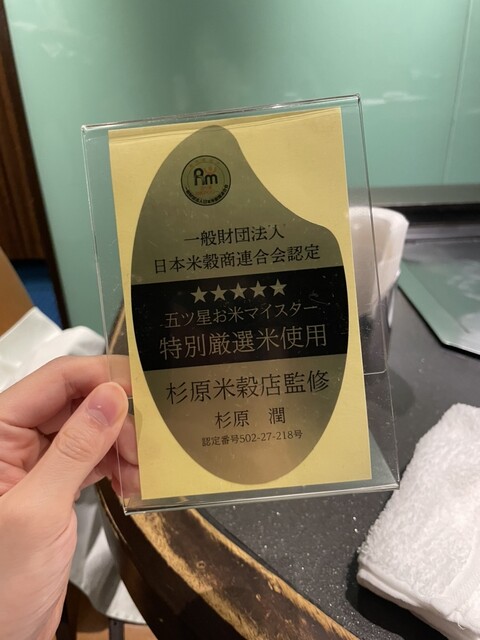 Pim
一般財団法人
日本米穀商連合会認定
★★★★★
五ツ星お米マイスター
特別厳選米使用
杉原米穀店監修
杉原 潤
認定番号502-27-218号